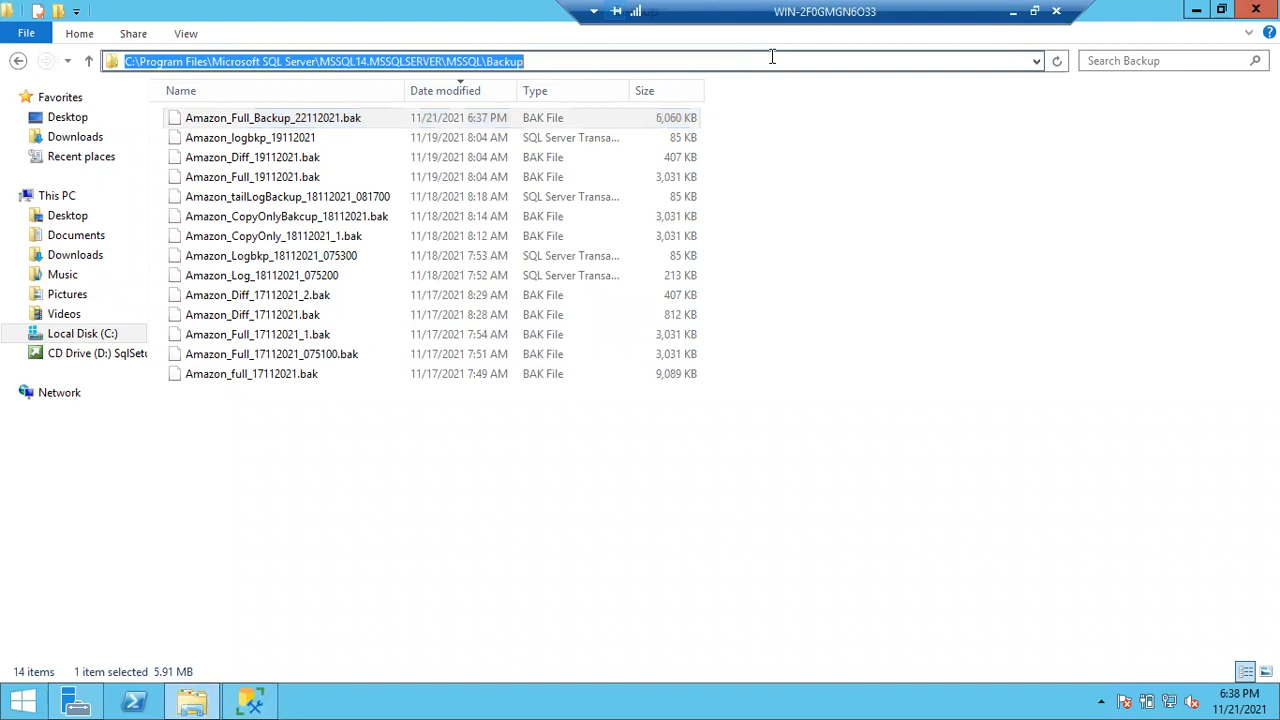 WIN-2F0GMGN6O33
File Home Share View
C:\Program Files\Microsoft SQL Server\MSSQL14.MSSQLSERVER\MSSQL\Backup Search Backup
Name Date modified Type Size
Favorites
Desktop
Downloads
Recent places
This PC
Desktop
Documents
Downloads
Music
Pictures
Videos
Local Disk (C:)
CD Drive (D:) SqlSetu
Network
Amazon_Full_Backup_22112021.bak 11/21/2021 6:37 PM BAK File 6,060 KB
Amazon_logbkp_19112021 11/19/2021 8:04 AM SQL Server Transa... 85 KB
Amazon_Diff_19112021.bak 11/19/2021 8:04 AM BAK File 407 KB
Amazon_Full_19112021.bak 11/19/2021 8:04 AM BAK File 3,031 KB
Amazon_tailLogBackup_18112021_081700 11/18/2021 8:18 AM SQL Server Transa... 85 KB
Amazon_CopyOnlyBakcup_18112021.bak 11/18/2021 8:14 AM BAK File 3,031 KB
Amazon_CopyOnly_18112021_1.bak 11/18/2021 8:12 AM BAK File 3,031 KB
Amazon_Logbkp_18112021_075300 11/18/2021 7:53 AM SQL Server Transa... 85 KB
Amazon_Log_18112021_075200 11/18/2021 7:52 AM SQL Server Transa... 213 KB
Amazon_Diff_17112021_2.bak 11/17/2021 8:29 AM BAK File 407 KB
Amazon_Diff_17112021.bak 11/17/2021 8:28 AM BAK File 812 KB
Amazon_Full_17112021_1.bak 11/17/2021 7:54 AM BAK File 3,031 KB
Amazon_Full_17112021_075100.bak 11/17/2021 7:51 AM BAK File 3,031 KB
Amazon_full_17112021.bak 11/17/2021 7:49 AM BAK File 9,089 KB
14 items 1 item selected 5.91 MB
6:38 PM
11/21/2021